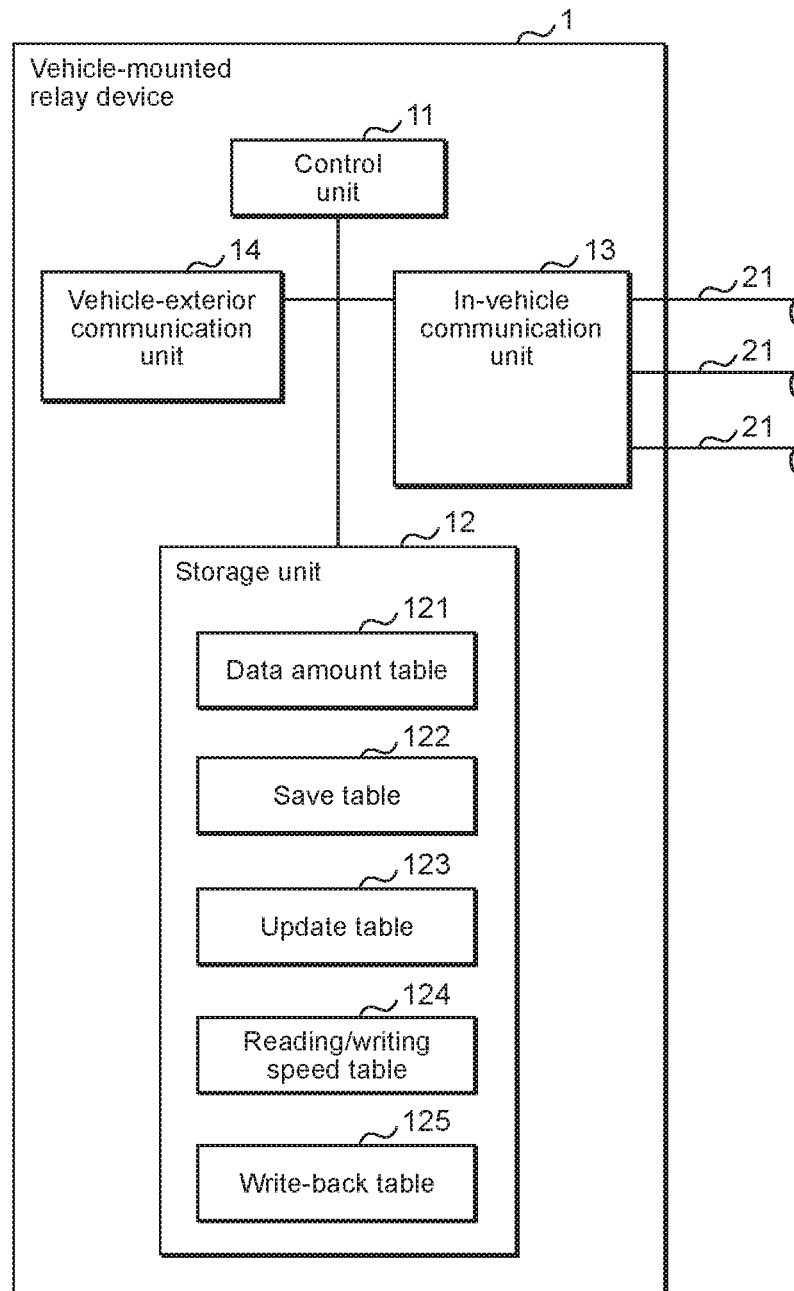 1
Vehicle-mounted
relay device
11
Control
unit
14
13
21
Vehicle-exterior
communication
unit
In-vehicle
communication
unit
21
21
12
Storage unit
121
Data amount table
122
Save table
123
Update table
124
Reading/writing
speed table
125
Write-back table